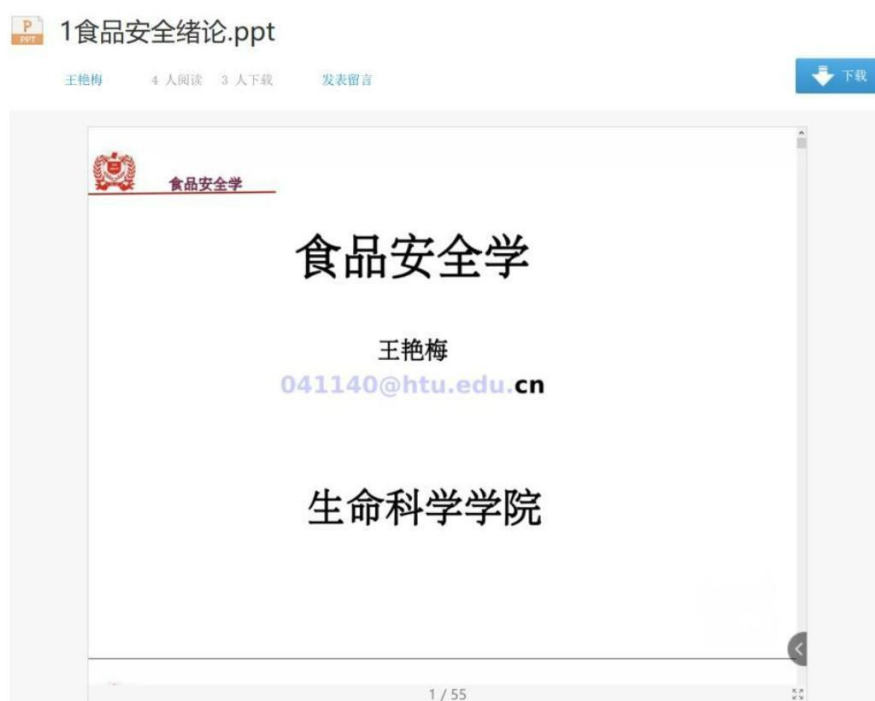 1食品安全绪论.ppt
王艳梅 4 人阅读 3 人下载 发表留言
下载
食品安全学
食品安全学
王艳梅
041140@htu.edu.cn
生命科学学院
1 / 55